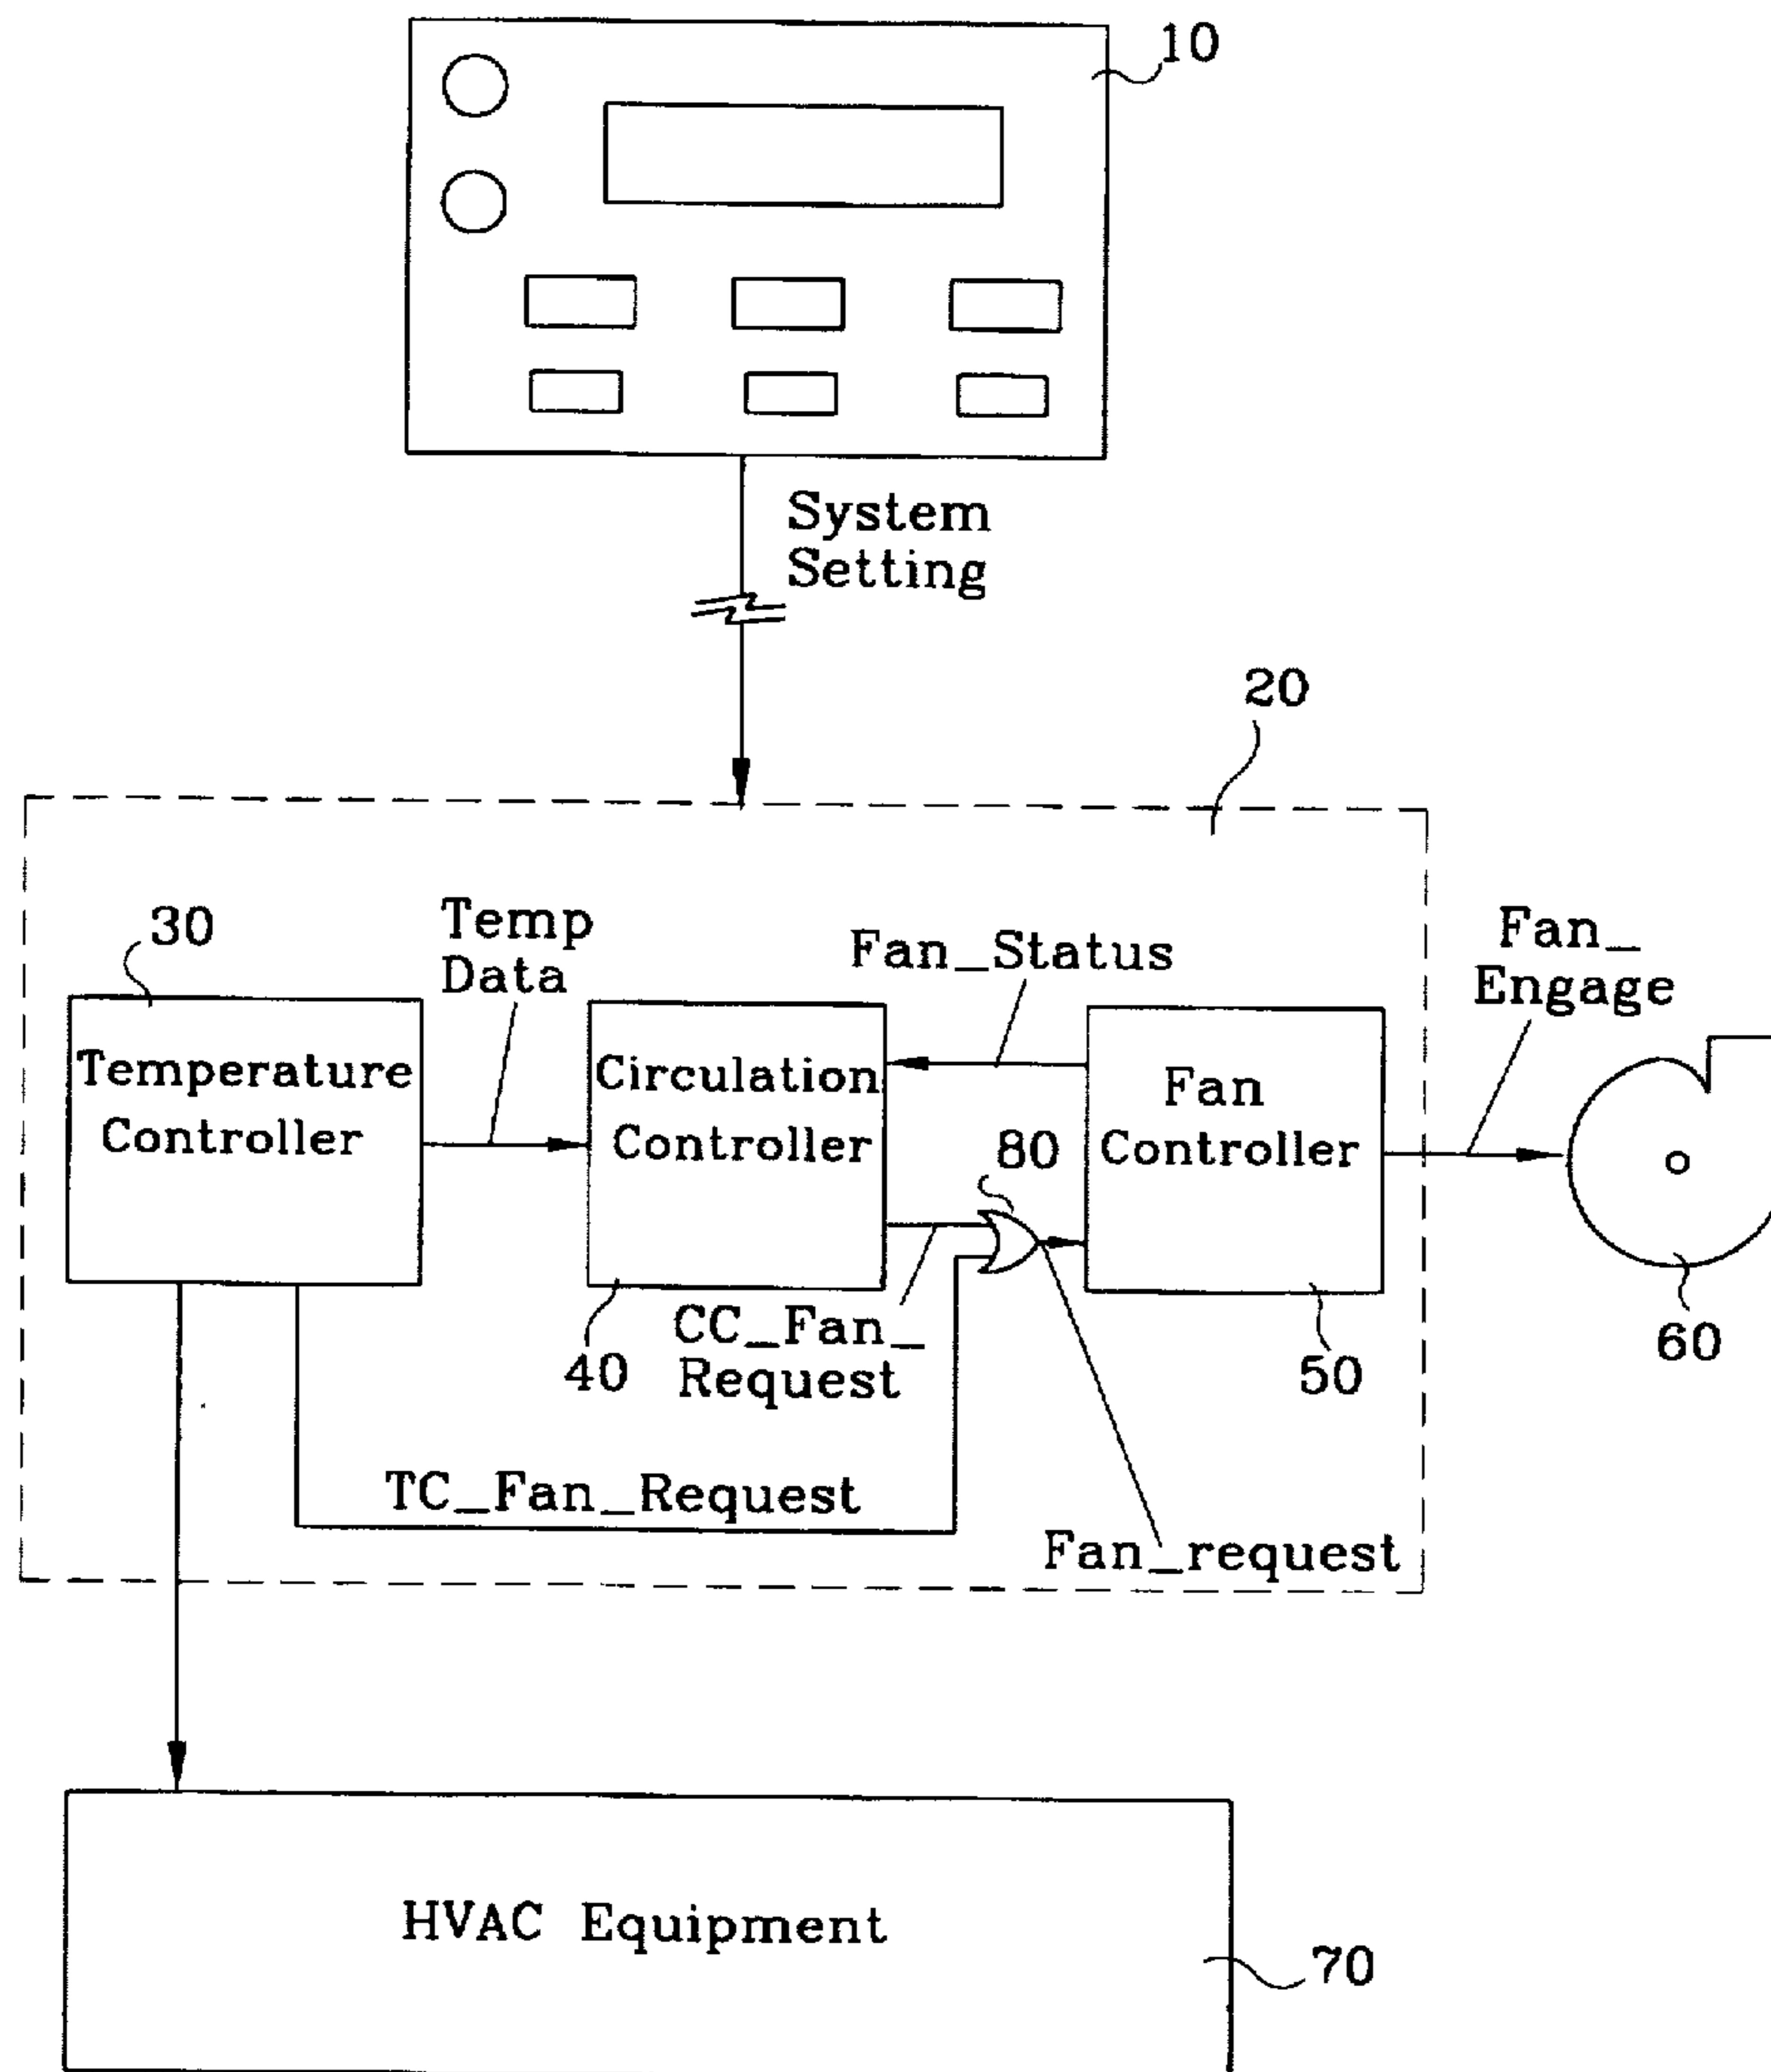 10
System
Setting
20
30
Temp
Data
Fan_Status
Fan_
Engage
Temperature
Controller
Circulation
Controller
80
Fan
Controller
40
CC_Fan_
Request
50
60
TC_Fan_Request
Fan_request
HVAC Equipment
70